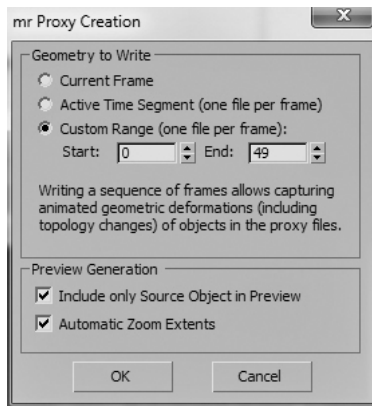 mr Proxy Creation
Geometry to Write
Current Frame
Active Time Segment (one file per frame)
Custom Range (one file per frame):
Start: 0 End: 49
Writing a sequence of frames allows capturing
animated geometric deformations (including
topology changes) of objects in the proxy files.
Preview Generation
Include only Source Object in Preview
Automatic Zoom Extents
OK Cancel